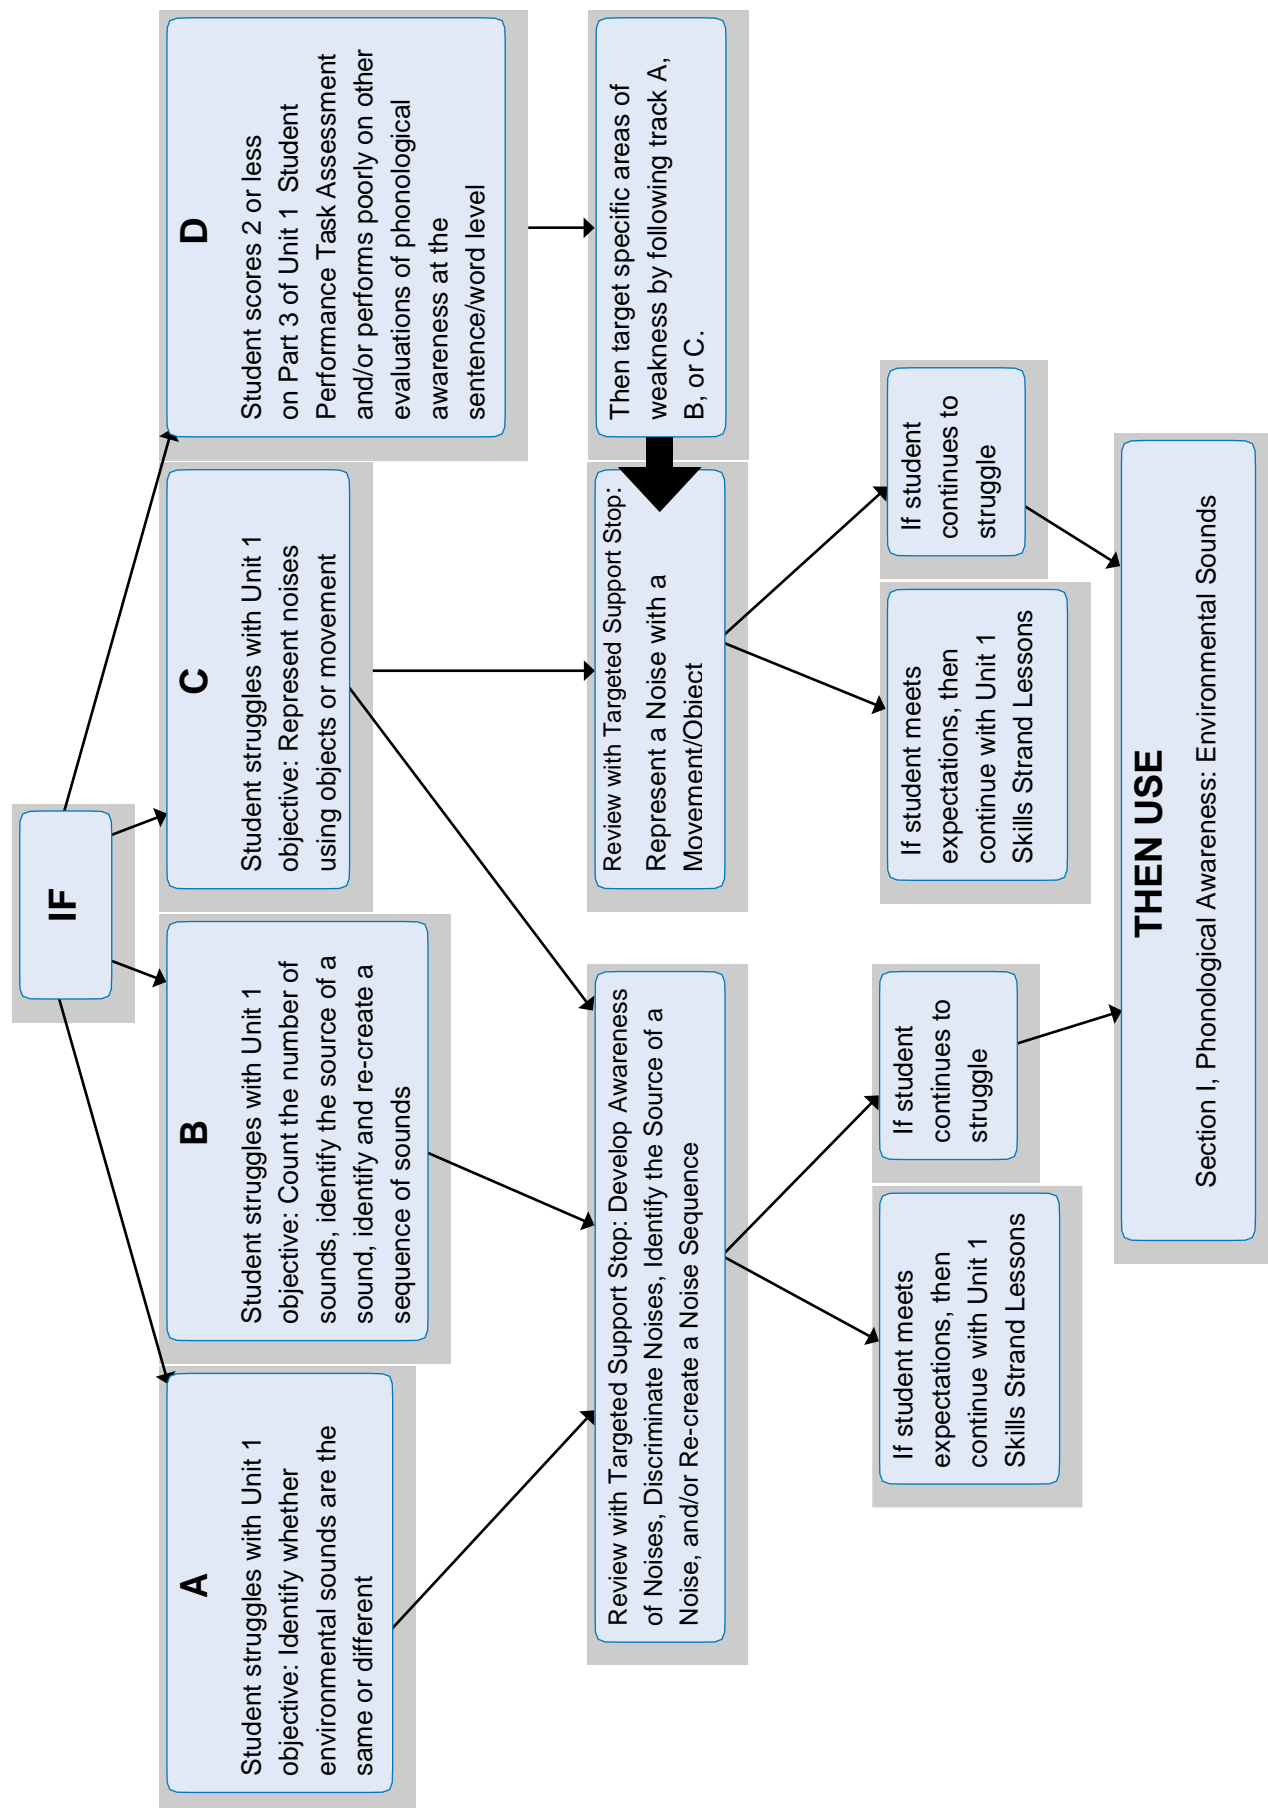 IF
A
Student struggles with Unit 1
objective: Identify whether
environmental sounds are the
same or different
B
Student struggles with Unit 1
objective: Count the number of
sounds, identify the source of a
sound, identify and re-create a
sequence of sounds
C
Student struggles with Unit 1
objective: Represent noises
using objects or movement
D
Student scores 2 or less
on Part 3 of Unit 1 Student
Performance Task Assessment
and/or performs poorly on other
evaluations of phonological
awareness at the
sentence/word level
Review with Targeted Support Stop: Develop Awareness
of Noises, Discriminate Noises, Identify the Source of a
Noise, and/or Re-create a Noise Sequence
Review with Targeted Support Stop:
Represent a Noise with a
Movement/Object
Then target specific areas of
weakness by following track A,
B, or C.
If student meets
expectations, then
continue with Unit 1
Skills Strand Lessons
If student
continues to
struggle
If student meets
expectations, then
continue with Unit 1
Skills Strand Lessons
If student
continues to
struggle
THEN USE
Section I, Phonological Awareness: Environmental Sounds